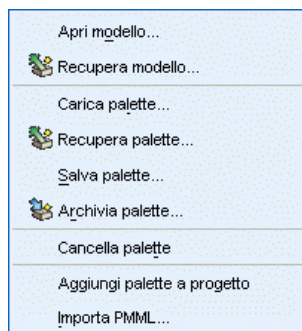 Apri modello...
Recupera modello...
Carica palette...
Recupera palette...
Salva palette...
Archivia palette...
Cancella palette
Aggiungi palette a progetto
Importa PMML...